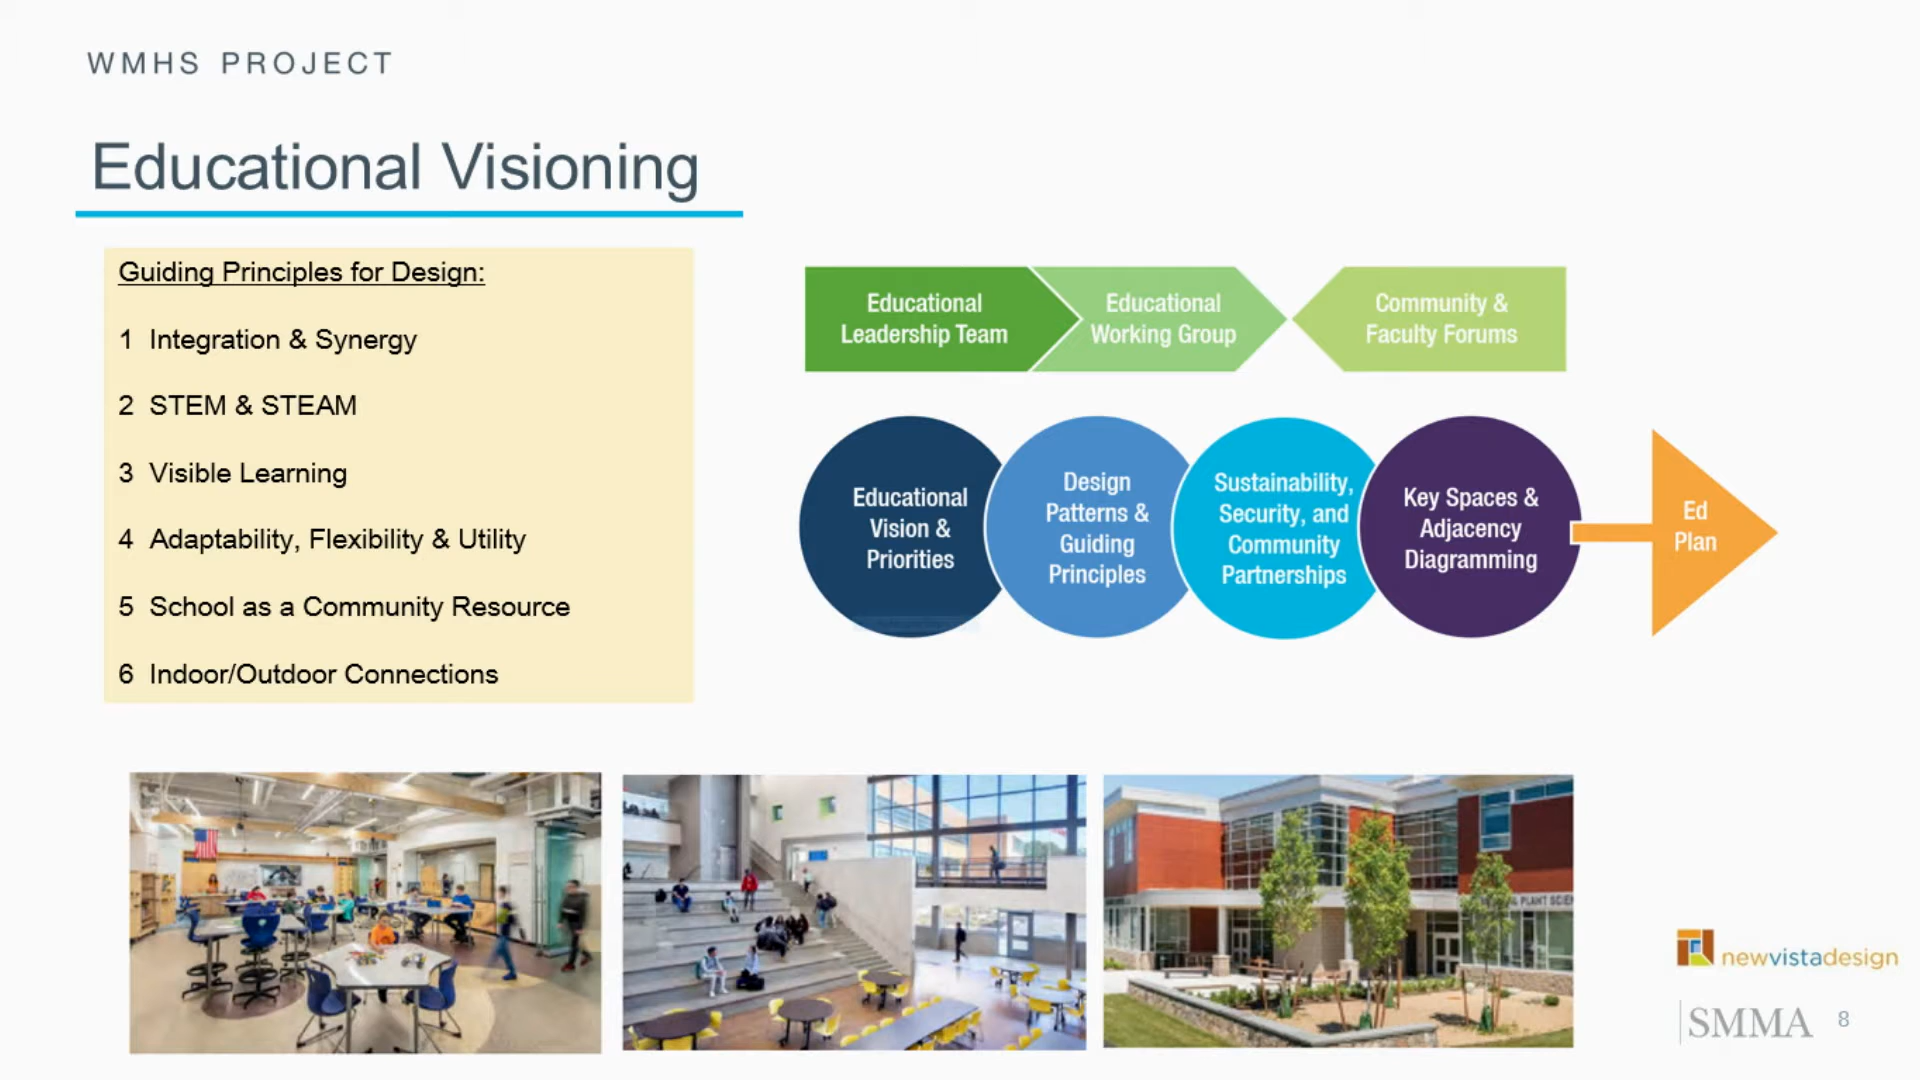 WMHS PROJECT
Educational Visioning
Guiding Principles for Design:
1 Integration & Synergy
2 STEM & STEAM
3 Visible Learning
4 Adaptability, Flexibility & Utility
5 School as a Community Resource
6 Indoor/Outdoor Connections
Educational
Leadership Team
Educational
Working Group
Community &
Faculty Forums
Educational
Vision &
Priorities
Design
Patterns &
Guiding
Principles
Sustainability,
Security, and
Community
Partnerships
Key Spaces &
Adjacency
Diagramming
Ed
Plan
PLANT SCIEN
newvistadesign
SMMA
8